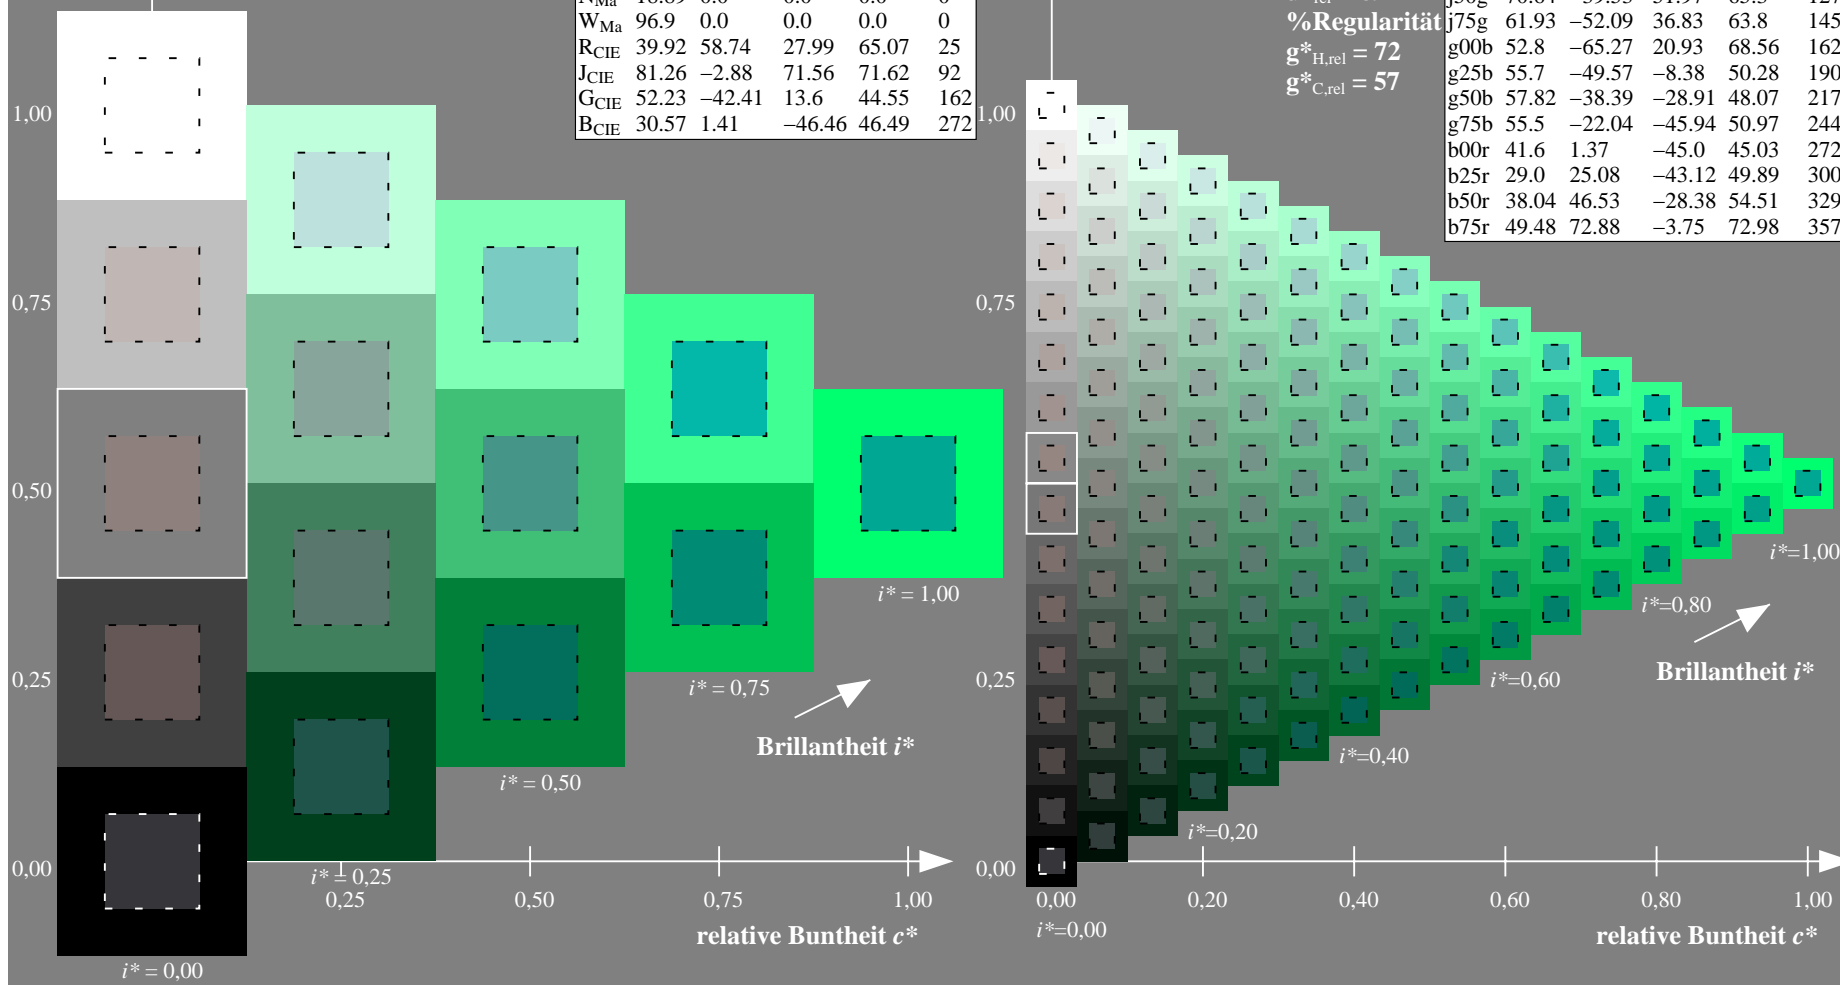 W_Ma 96.9 0.0 0.0 0.0 0
R_CIE 39.92 58.74 27.99 65.07 25
J_CIE 81.26 −2.88 71.56 71.62 92
G_CIE 52.23 −42.41 13.6 44.55 162
B_CIE 30.57 1.41 −46.46 46.49 272
1,00
0,75
0,50
0,25
0,00
i* = 1,00
i* = 0,75
Brillantheit i*
i* = 0,50
i* = 0,25
0,25 0,50 0,75 1,00
relative Buntheit c*
i* = 0,00
%Regularität
g*H,rel = 72
g*C,rel = 57
j75g 61.93 −52.09 36.83 63.8 145
g00b 52.8 −65.27 20.93 68.56 162
g25b 55.7 −49.57 −8.38 50.28 190
g50b 57.82 −38.39 −28.91 48.07 217
g75b 55.5 −22.04 −45.94 50.97 244
b00r 41.6 1.37 −45.0 45.03 272
b25r 29.0 25.08 −43.12 49.89 300
b50r 38.04 46.53 −28.38 54.51 329
b75r 49.48 72.88 −3.75 72.98 357
1,00
0,75
0,50
0,25
0,00
i*=1,00
i*=0,80
Brillantheit i*
i*=0,60
i*=0,40
i*=0,20
0,00 0,20 0,40 0,60 0,80 1,00
i*=0,00
relative Buntheit c*